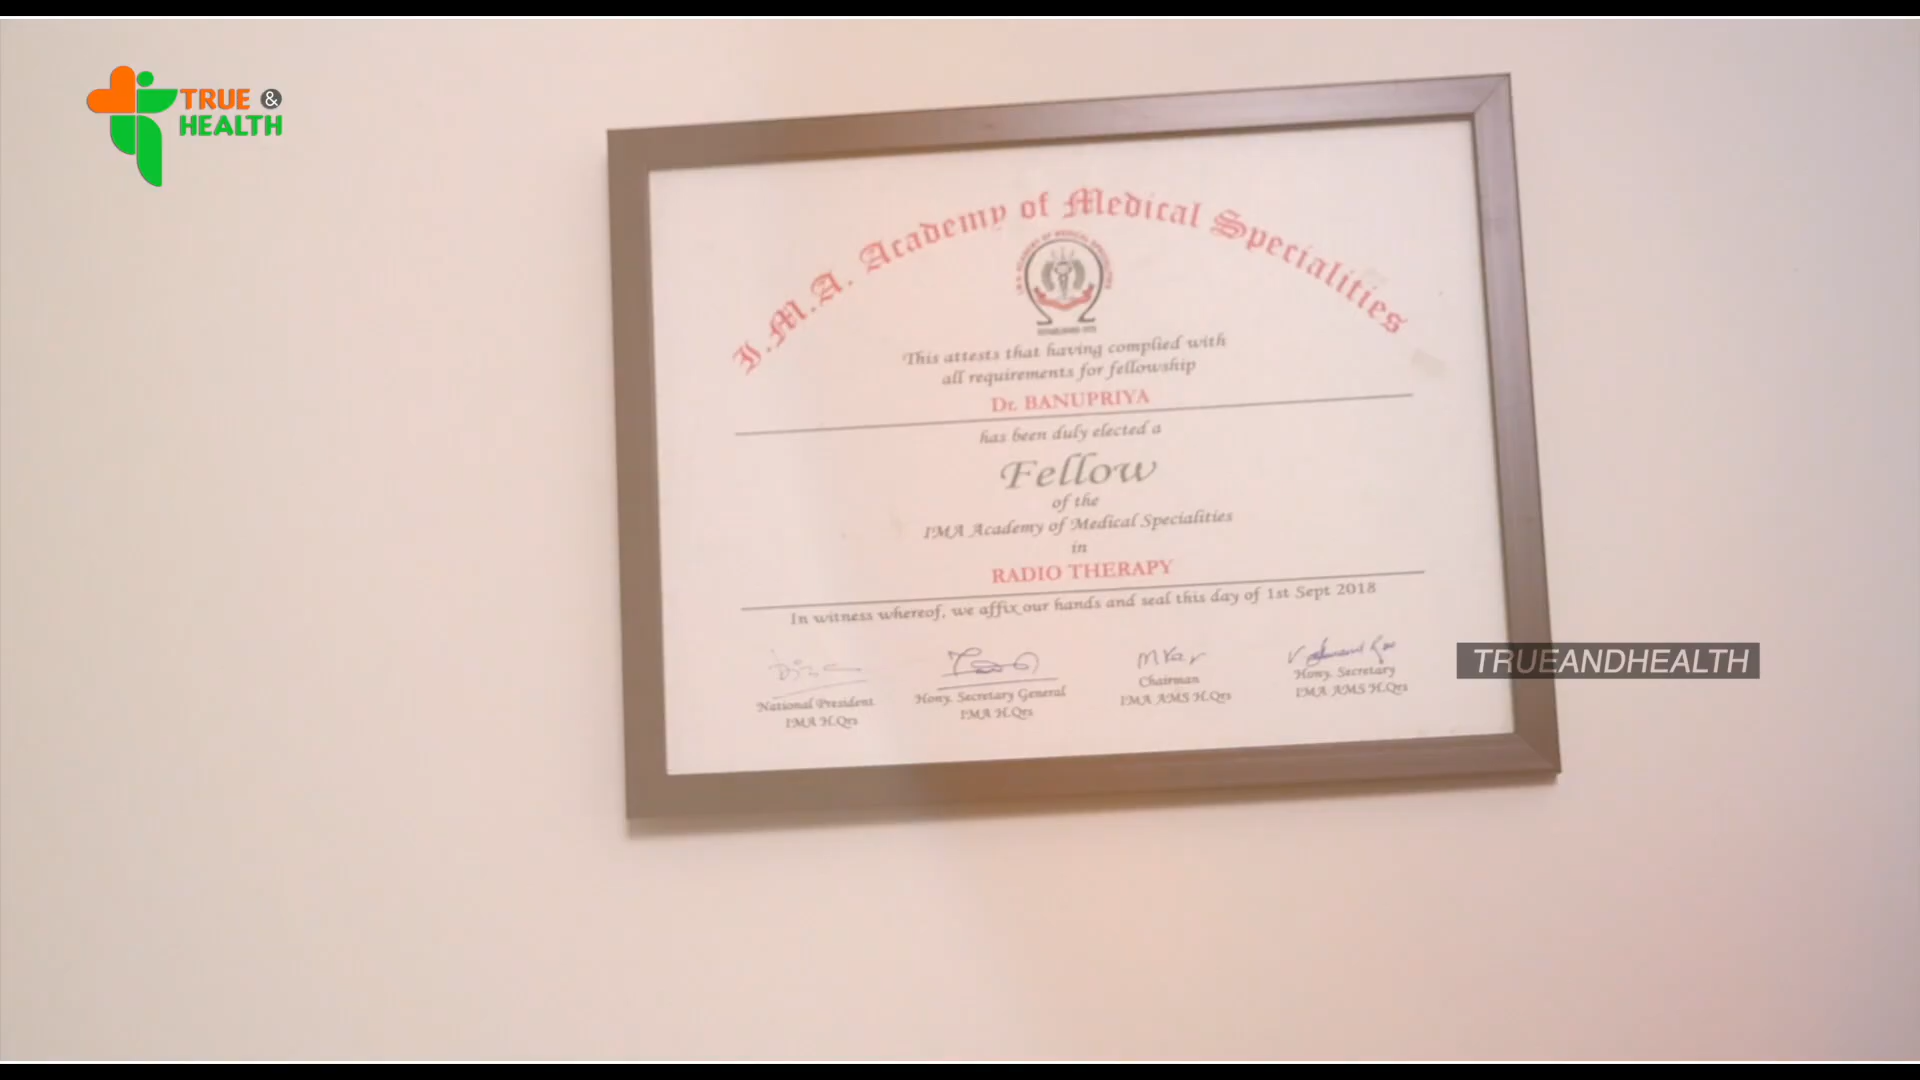 TRUE &
HEALTH
I.M.A. Academy of Medical Specialities
This attests that having complied with
all requirements for fellowship
Dr. BANUPRIYA
has been duly elected a
Fellow
of the
IMA Academy of Medical Specialities
in
RADIO THERAPY
In witness whereof, we affix our hands and seal this day of 1st Sept 2018
National President
IMA H.Qrs
Hony. Secretary General
IMA H.Qrs
Chairman
IMA AMS H.Qrs
Hony. Secretary
IMA AMS H.Qrs
TRUEANDHEALTH